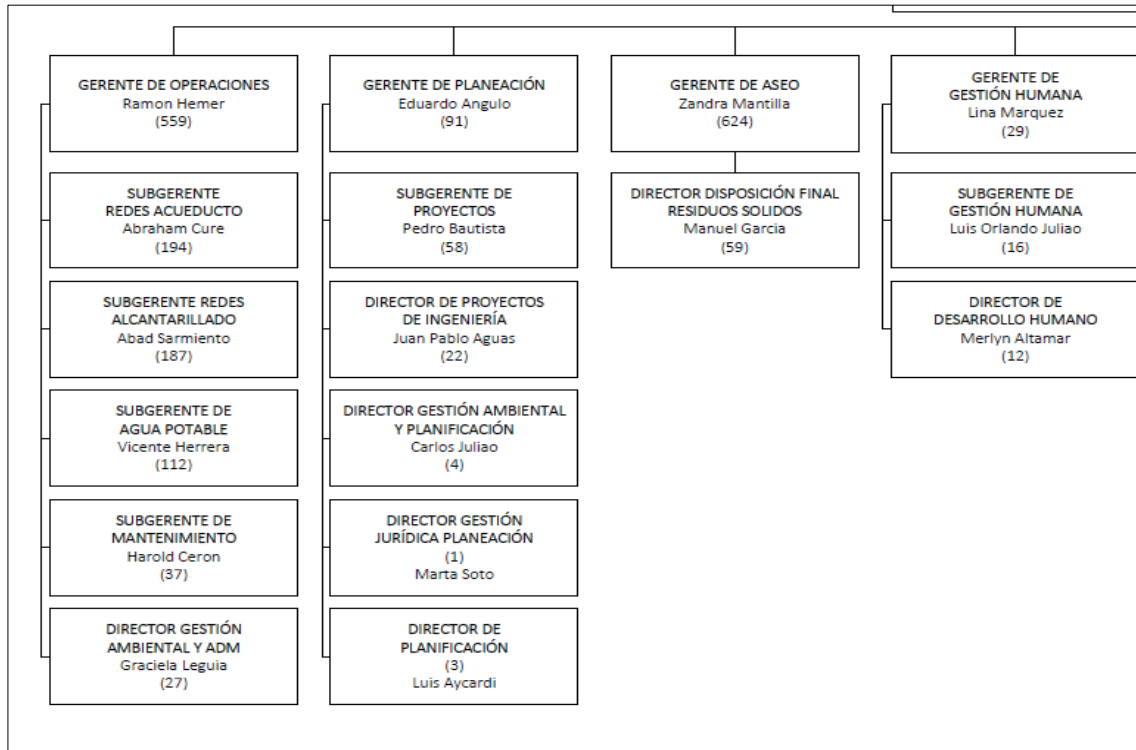 GERENTE DE OPERACIONES
Ramon Hemer
(559)
SUBGERENTE
REDES ACUEDUCTO
Abraham Cure
(194)
SUBGERENTE REDES
ALCANTARILLADO
Abad Sarmiento
(187)
SUBGERENTE DE
AGUA POTABLE
Vicente Herrera
(112)
SUBGERENTE DE
MANTENIMIENTO
Harold Ceron
(37)
DIRECTOR GESTIÓN
AMBIENTAL Y ADM
Graciela Leguia
(27)
GERENTE DE PLANEACIÓN
Eduardo Angulo
(91)
SUBGERENTE DE
PROYECTOS
Pedro Bautista
(58)
DIRECTOR DE PROYECTOS
DE INGENIERÍA
Juan Pablo Aguas
(22)
DIRECTOR GESTIÓN AMBIENTAL
Y PLANIFICACIÓN
Carlos Juliao
(4)
DIRECTOR GESTIÓN
JURÍDICA PLANEACIÓN
(1)
Marta Soto
DIRECTOR DE
PLANIFICACIÓN
(3)
Luis Aycardi
GERENTE DE ASEO
Zandra Mantilla
(624)
DIRECTOR DISPOSICIÓN FINAL
RESIDUOS SOLIDOS
Manuel Garcia
(59)
GERENTE DE
GESTIÓN HUMANA
Lina Marquez
(29)
SUBGERENTE DE
GESTIÓN HUMANA
Luis Orlando Juliao
(16)
DIRECTOR DE
DESARROLLO HUMANO
Merlyn Altamar
(12)